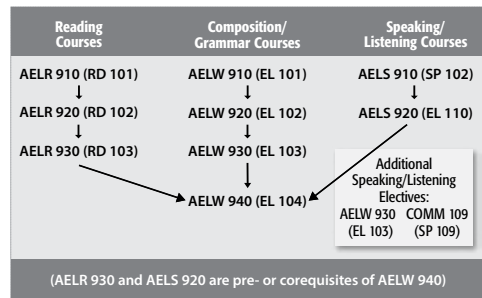 Reading
Courses
Composition/
Grammar Courses
Speaking/
Listening Courses
AELR 910 (RD 101)
AELW 910 (EL 101)
AELS 910 (SP 102)
AELR 920 (RD 102)
AELW 920 (EL 102)
AELS 920 (EL 110)
AELR 930 (RD 103)
AELW 930 (EL 103)
AELW 940 (EL 104)
Additional
Speaking/Listening
Electives:
AELW 930 COMM 109
(EL 103) (SP 109)
(AELR 930 and AELS 920 are pre- or corequisites of AELW 940)